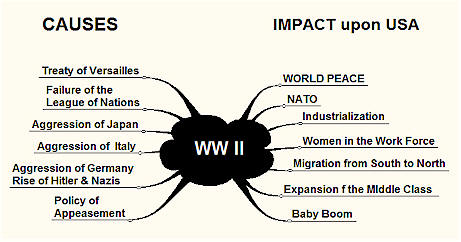 CAUSES
IMPACT upon USA
Treaty of Versailles
Failure of the
League of Nations
Aggression of Japan
Aggression of Italy
Aggression of Germany
Rise of Hitler & Nazis
Policy of
Appeasement
WW II
WORLD PEACE
NATO
Industrialization
Women in the Work Force
Migration from South to North
Expansion f the MIddle Class
Baby Boom